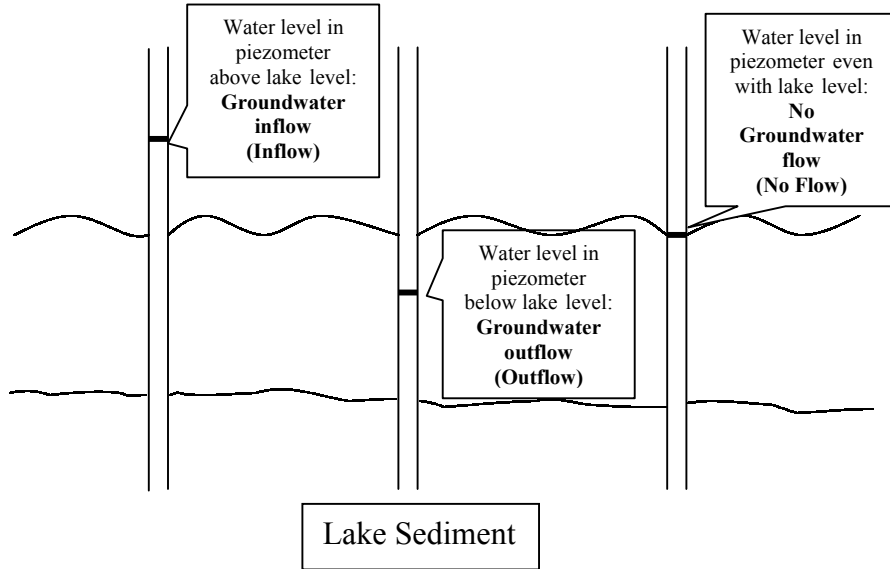 Water level in
piezometer
above lake level:
Groundwater
inflow
(Inflow)
Water level in
piezometer even
with lake level:
No
Groundwater
flow
(No Flow)
Water level in
piezometer
below lake level:
Groundwater
outflow
(Outflow)
Lake Sediment